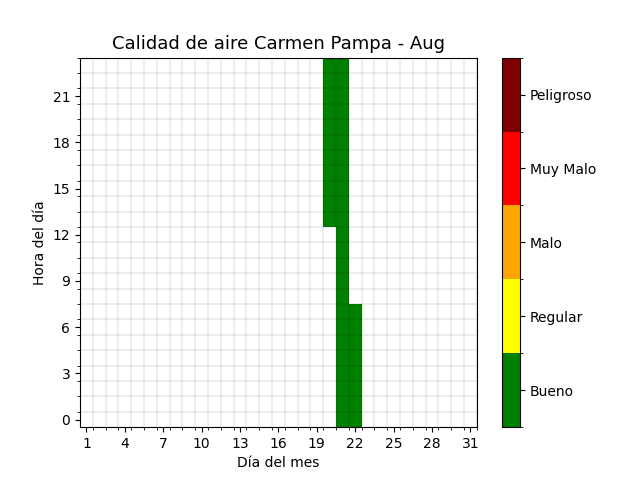 Calidad de aire Carmen Pampa - Aug
Peligroso
Muy Malo
Malo
Regular
Bueno
Hora del día
21
18
15
12
9
6
3
0
1 4 7 10 13 16 19 22 25 28 31
Día del mes